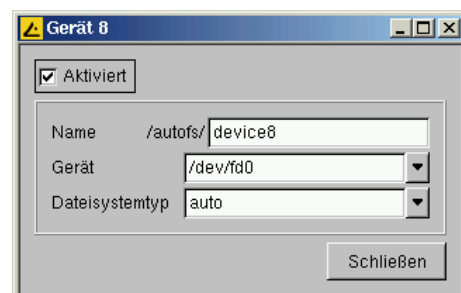 Gerät 8
Aktiviert
Name /autofs/ device8
Gerät /dev/fd0
Dateisystemtyp auto
Schließen